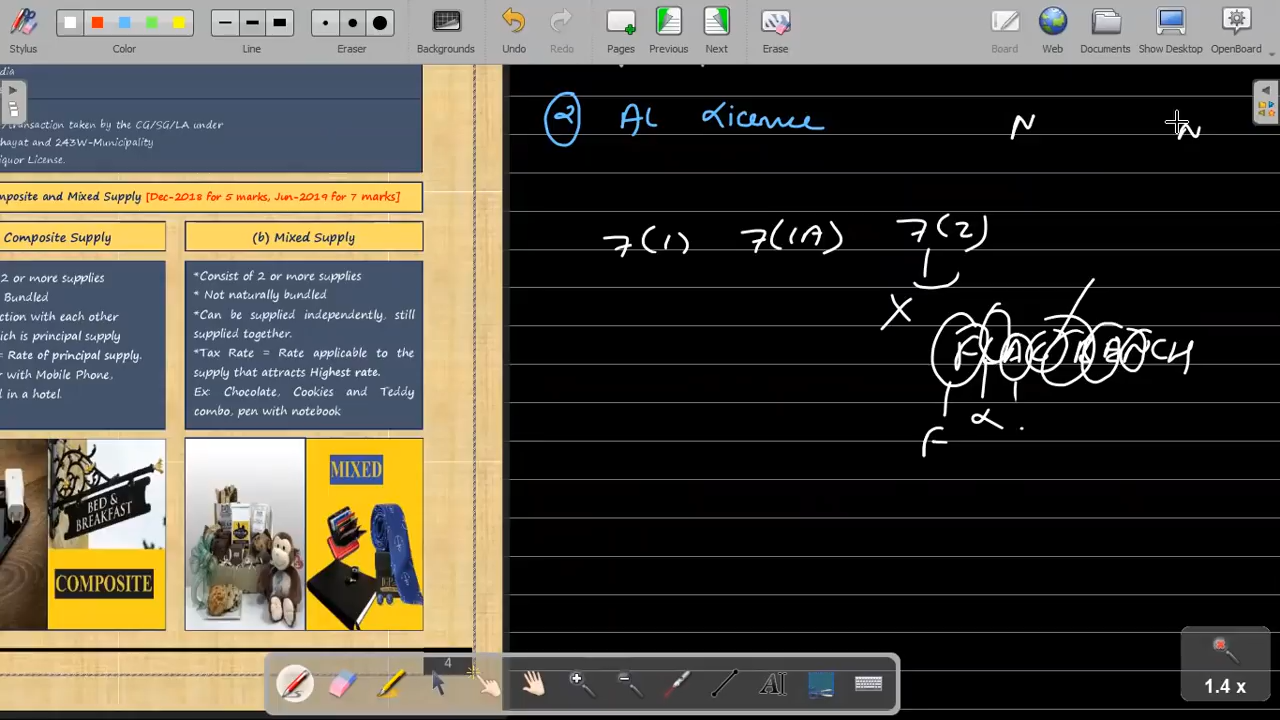 Stylus
Color
Line
Eraser
Backgrounds
Undo
Redo
Pages
Previous
Next
Erase
Board
Web
Documents
Show Desktop
OpenBoard
dia
/transaction taken by the CG/SG/LA under
hayat and 243W-Municipality
iquor License.
mposite and Mixed Supply [Dec-2018 for 5 marks, Jun-2019 for 7 marks]
Composite Supply
2 or more supplies
Bundled
ction with each other
hich is principal supply
= Rate of principal supply.
r with Mobile Phone,
d in a hotel.
(b) Mixed Supply
*Consist of 2 or more supplies
* Not naturally bundled
*Can be supplied independently, still
supplied together.
*Tax Rate = Rate applicable to the
supply that attracts Highest rate.
Ex: Chocolate, Cookies and Teddy
combo, pen with notebook
BED &
BREAKFAST
COMPOSITE
MIXED
② AL Licence N N
7(1) 7(1A) 7(2)
X
F L
4
1.4 x